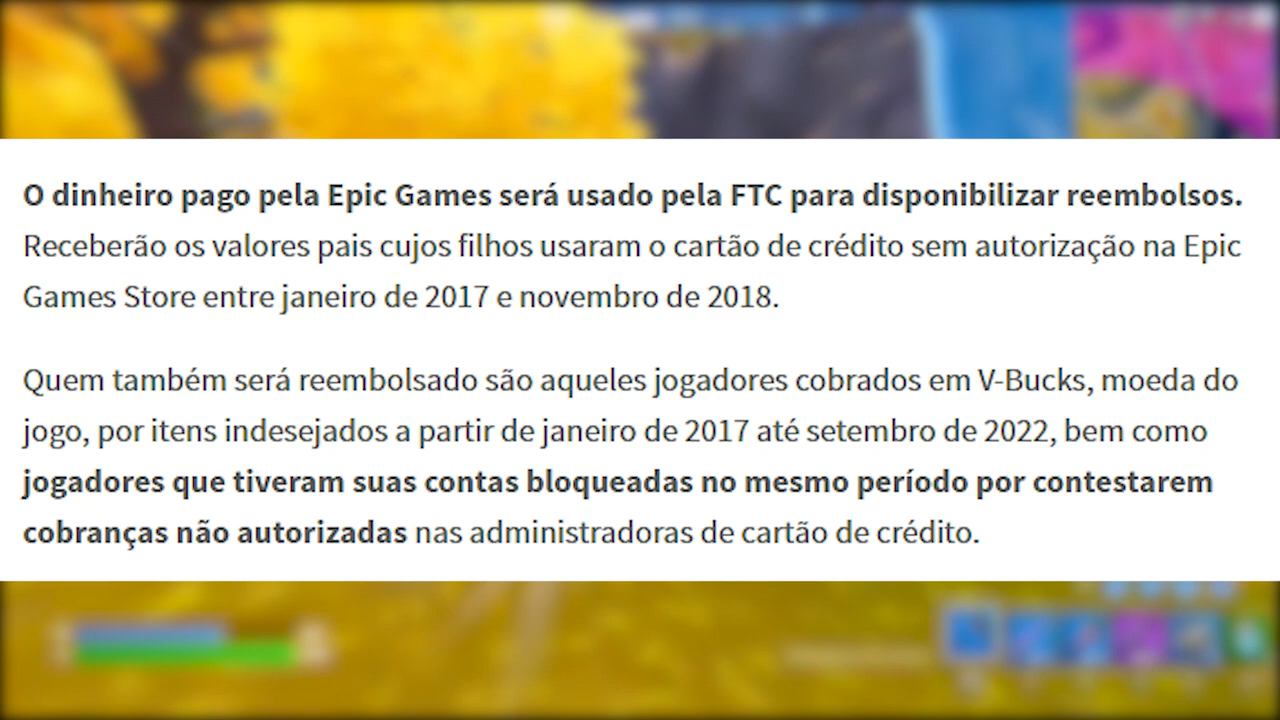 O dinheiro pago pela Epic Games será usado pela FTC para disponibilizar reembolsos.
Receberão os valores pais cujos filhos usaram o cartão de crédito sem autorização na Epic
Games Store entre janeiro de 2017 e novembro de 2018.
Quem também será reembolsado são aqueles jogadores cobrados em V-Bucks, moeda do
jogo, por itens indesejados a partir de janeiro de 2017 até setembro de 2022, bem como
jogadores que tiveram suas contas bloqueadas no mesmo período por contestarem
cobranças não autorizadas nas administradoras de cartão de crédito.